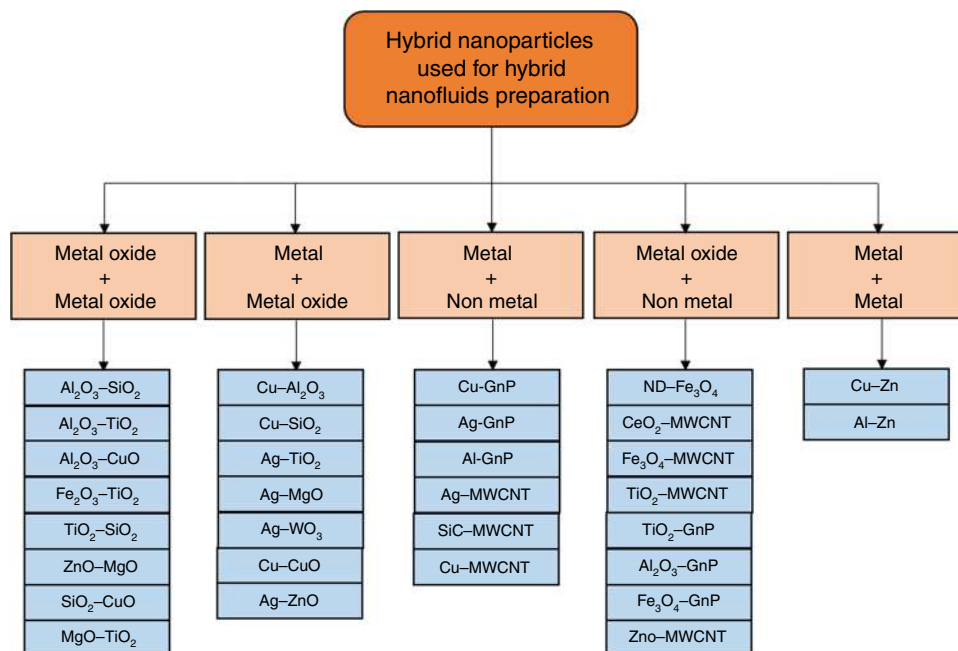 Hybrid nanoparticles
used for hybrid
nanofluids preparation
Metal oxide
+
Metal oxide
Al₂O₃–SiO₂
Al₂O₃–TiO₂
Al₂O₃–CuO
Fe₂O₃–TiO₂
TiO₂–SiO₂
ZnO–MgO
SiO₂–CuO
MgO–TiO₂
Metal
+
Metal oxide
Cu–Al₂O₃
Cu–SiO₂
Ag–TiO₂
Ag–MgO
Ag–WO₃
Cu–CuO
Ag–ZnO
Metal
+
Non metal
Cu-GnP
Ag-GnP
Al-GnP
Ag–MWCNT
SiC–MWCNT
Cu–MWCNT
Metal oxide
+
Non metal
ND–Fe₃O₄
CeO₂–MWCNT
Fe₃O₄–MWCNT
TiO₂–MWCNT
TiO₂–GnP
Al₂O₃–GnP
Fe₃O₄–GnP
Zno–MWCNT
Metal
+
Metal
Cu–Zn
Al–Zn